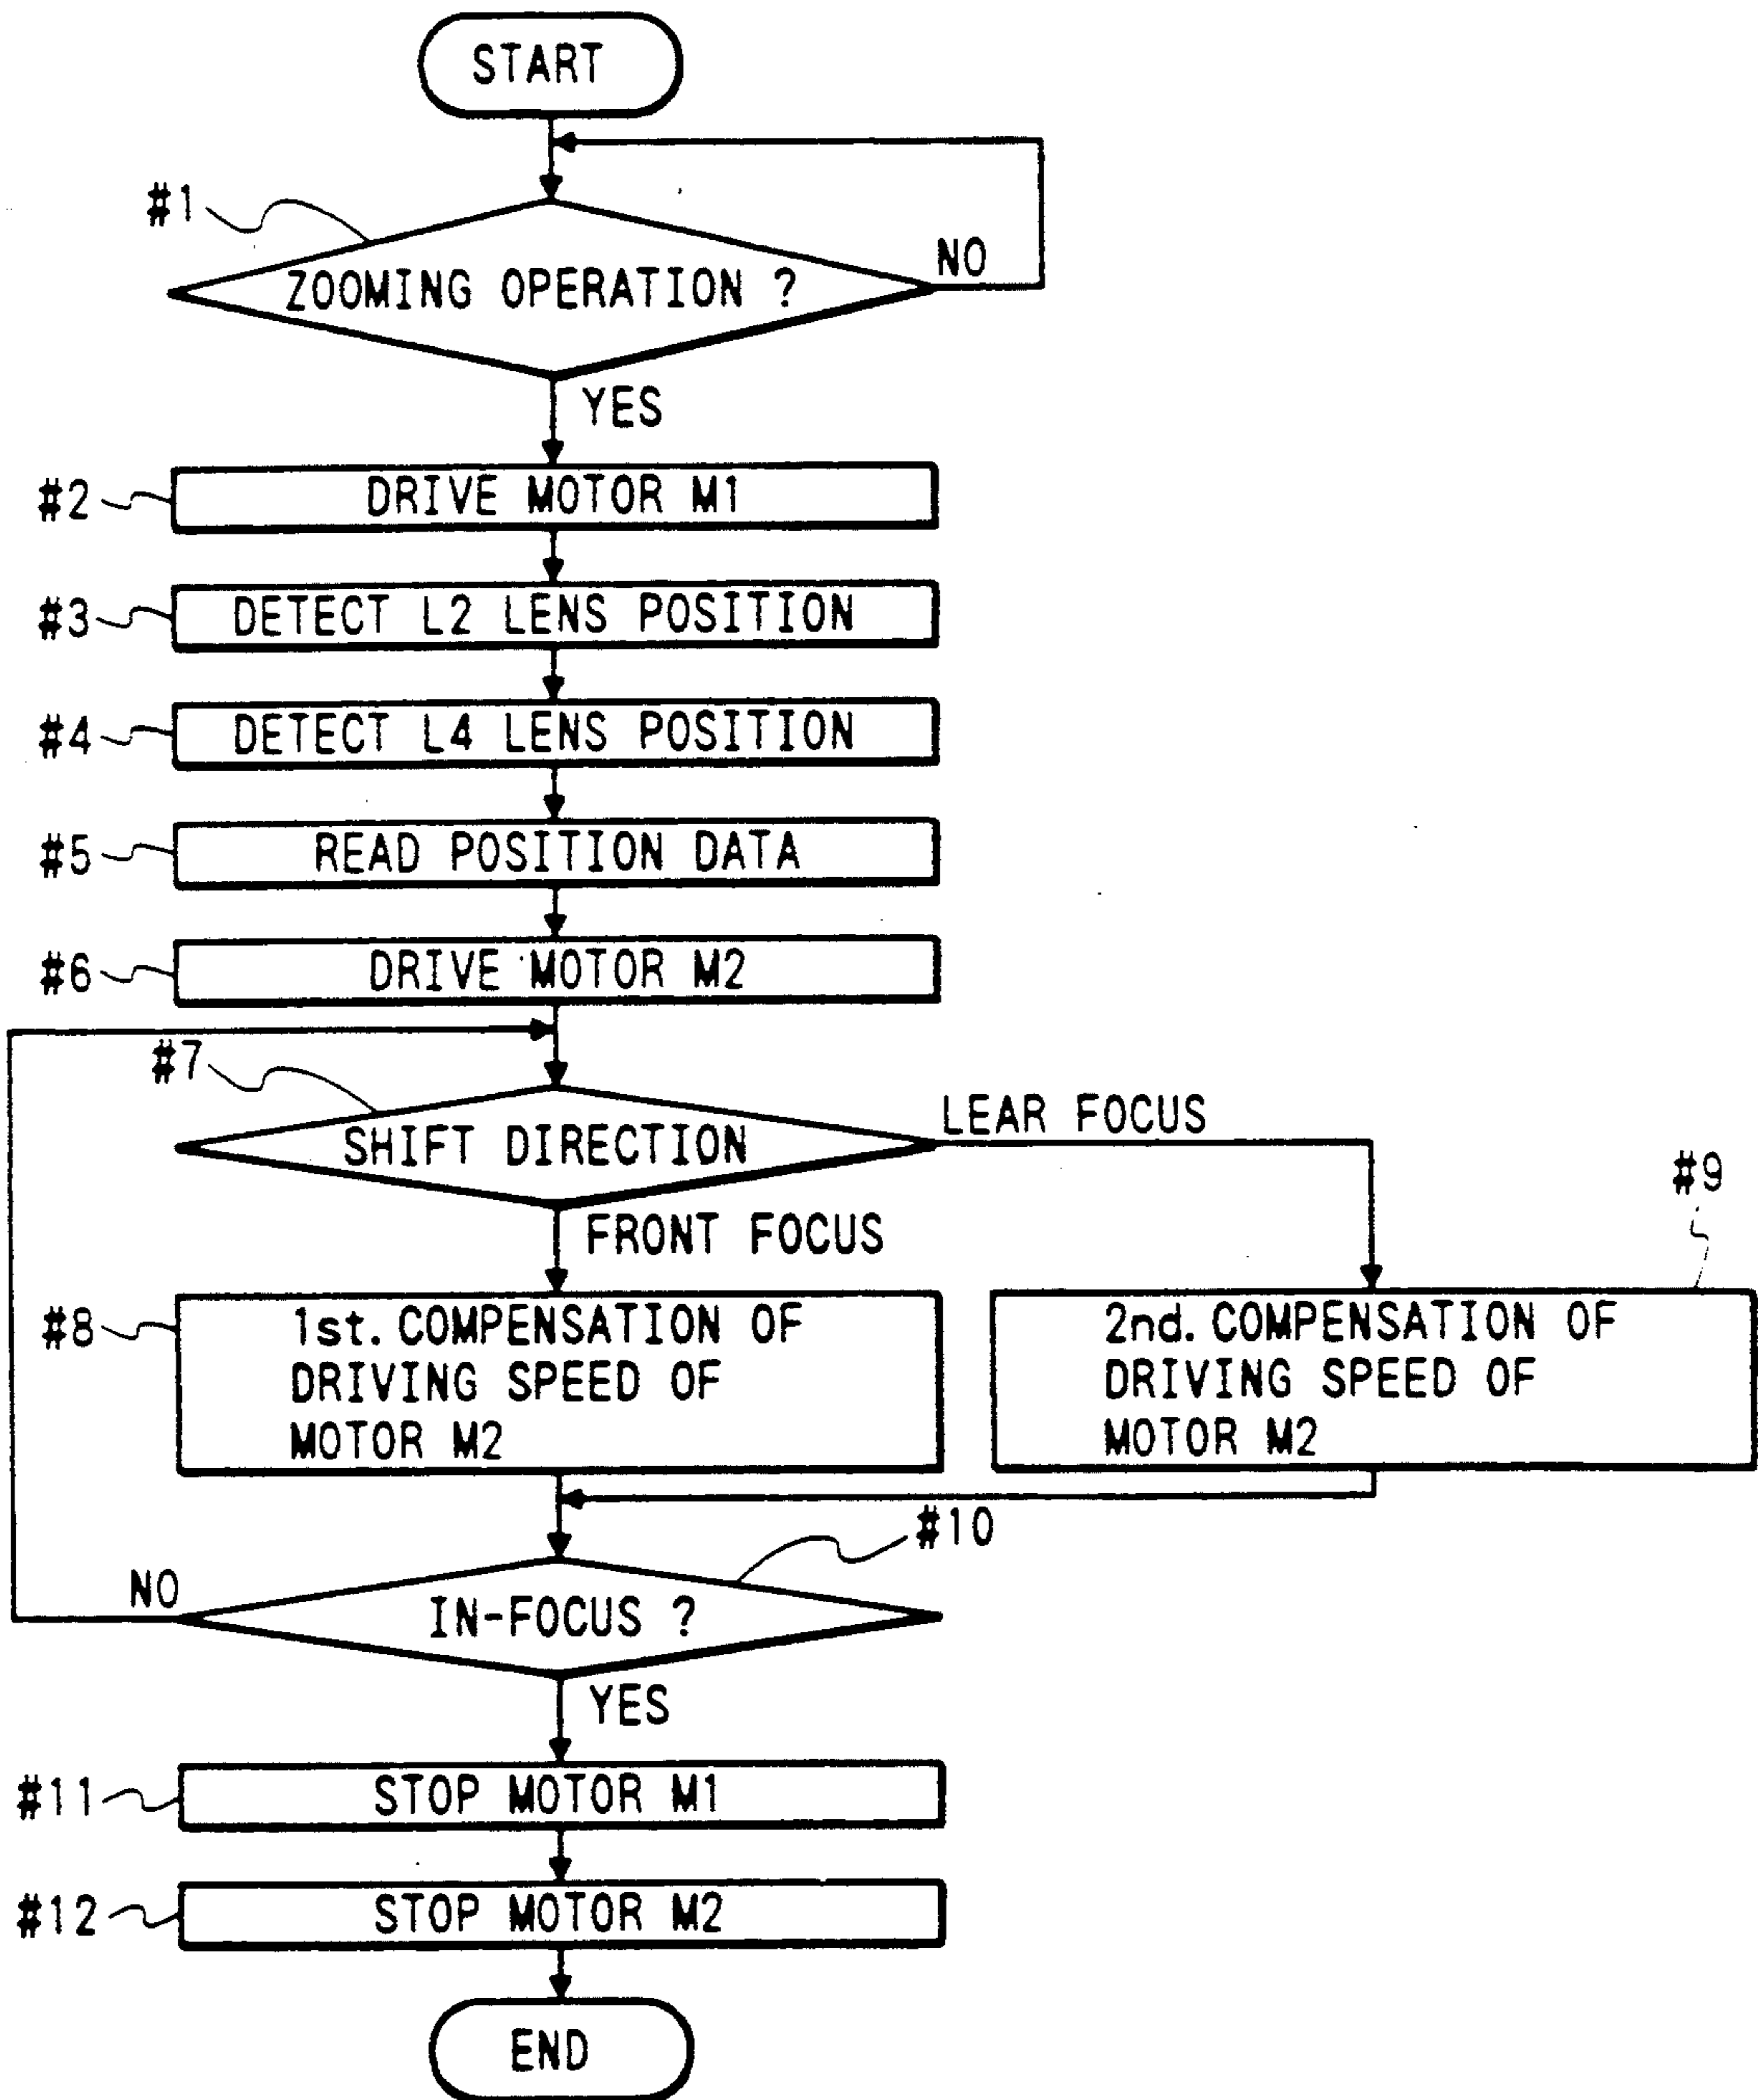 START
#1
ZOOMING OPERATION ?
NO
YES
#2
DRIVE MOTOR M1
#3
DETECT L2 LENS POSITION
#4
DETECT L4 LENS POSITION
#5
READ POSITION DATA
#6
DRIVE MOTOR M2
#7
SHIFT DIRECTION
LEAR FOCUS
FRONT FOCUS
#8
1st. COMPENSATION OF
DRIVING SPEED OF
MOTOR M2
#9
2nd. COMPENSATION OF
DRIVING SPEED OF
MOTOR M2
#10
IN-FOCUS ?
NO
YES
#11
STOP MOTOR M1
#12
STOP MOTOR M2
END